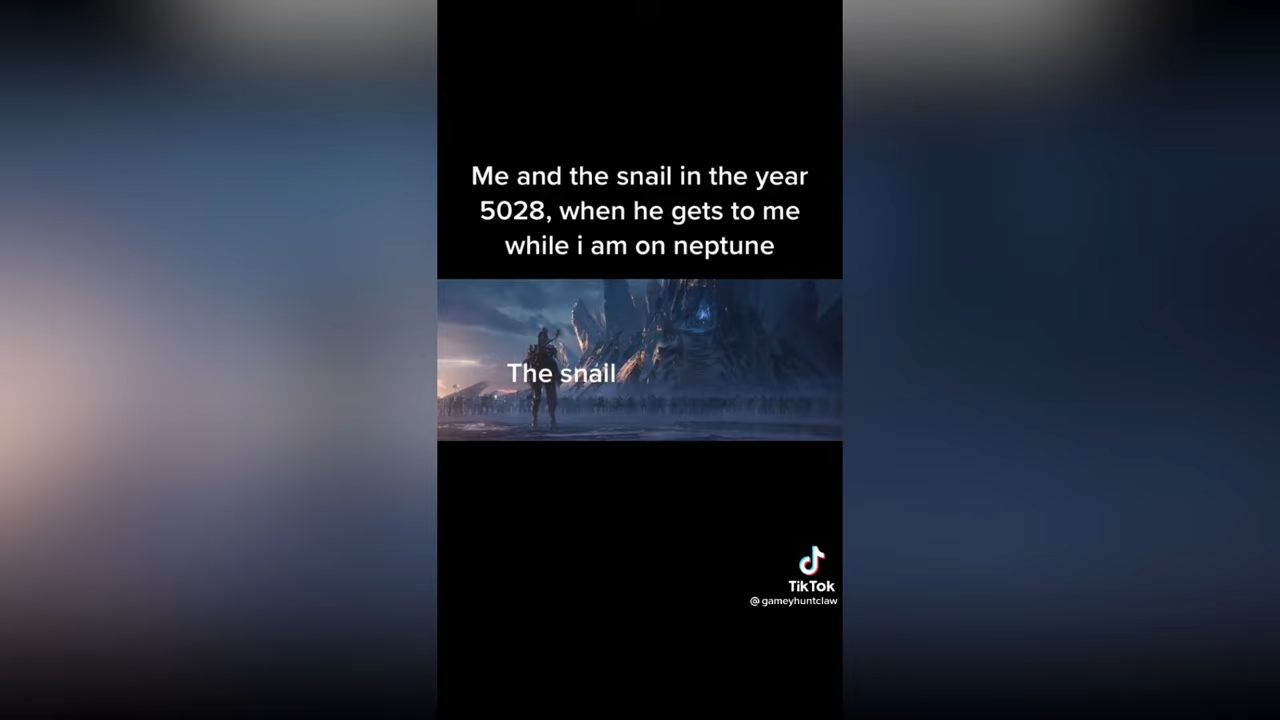 Me and the snail in the year
5028, when he gets to me
while i am on neptune
The snail
TikTok
@ gameyhuntclaw